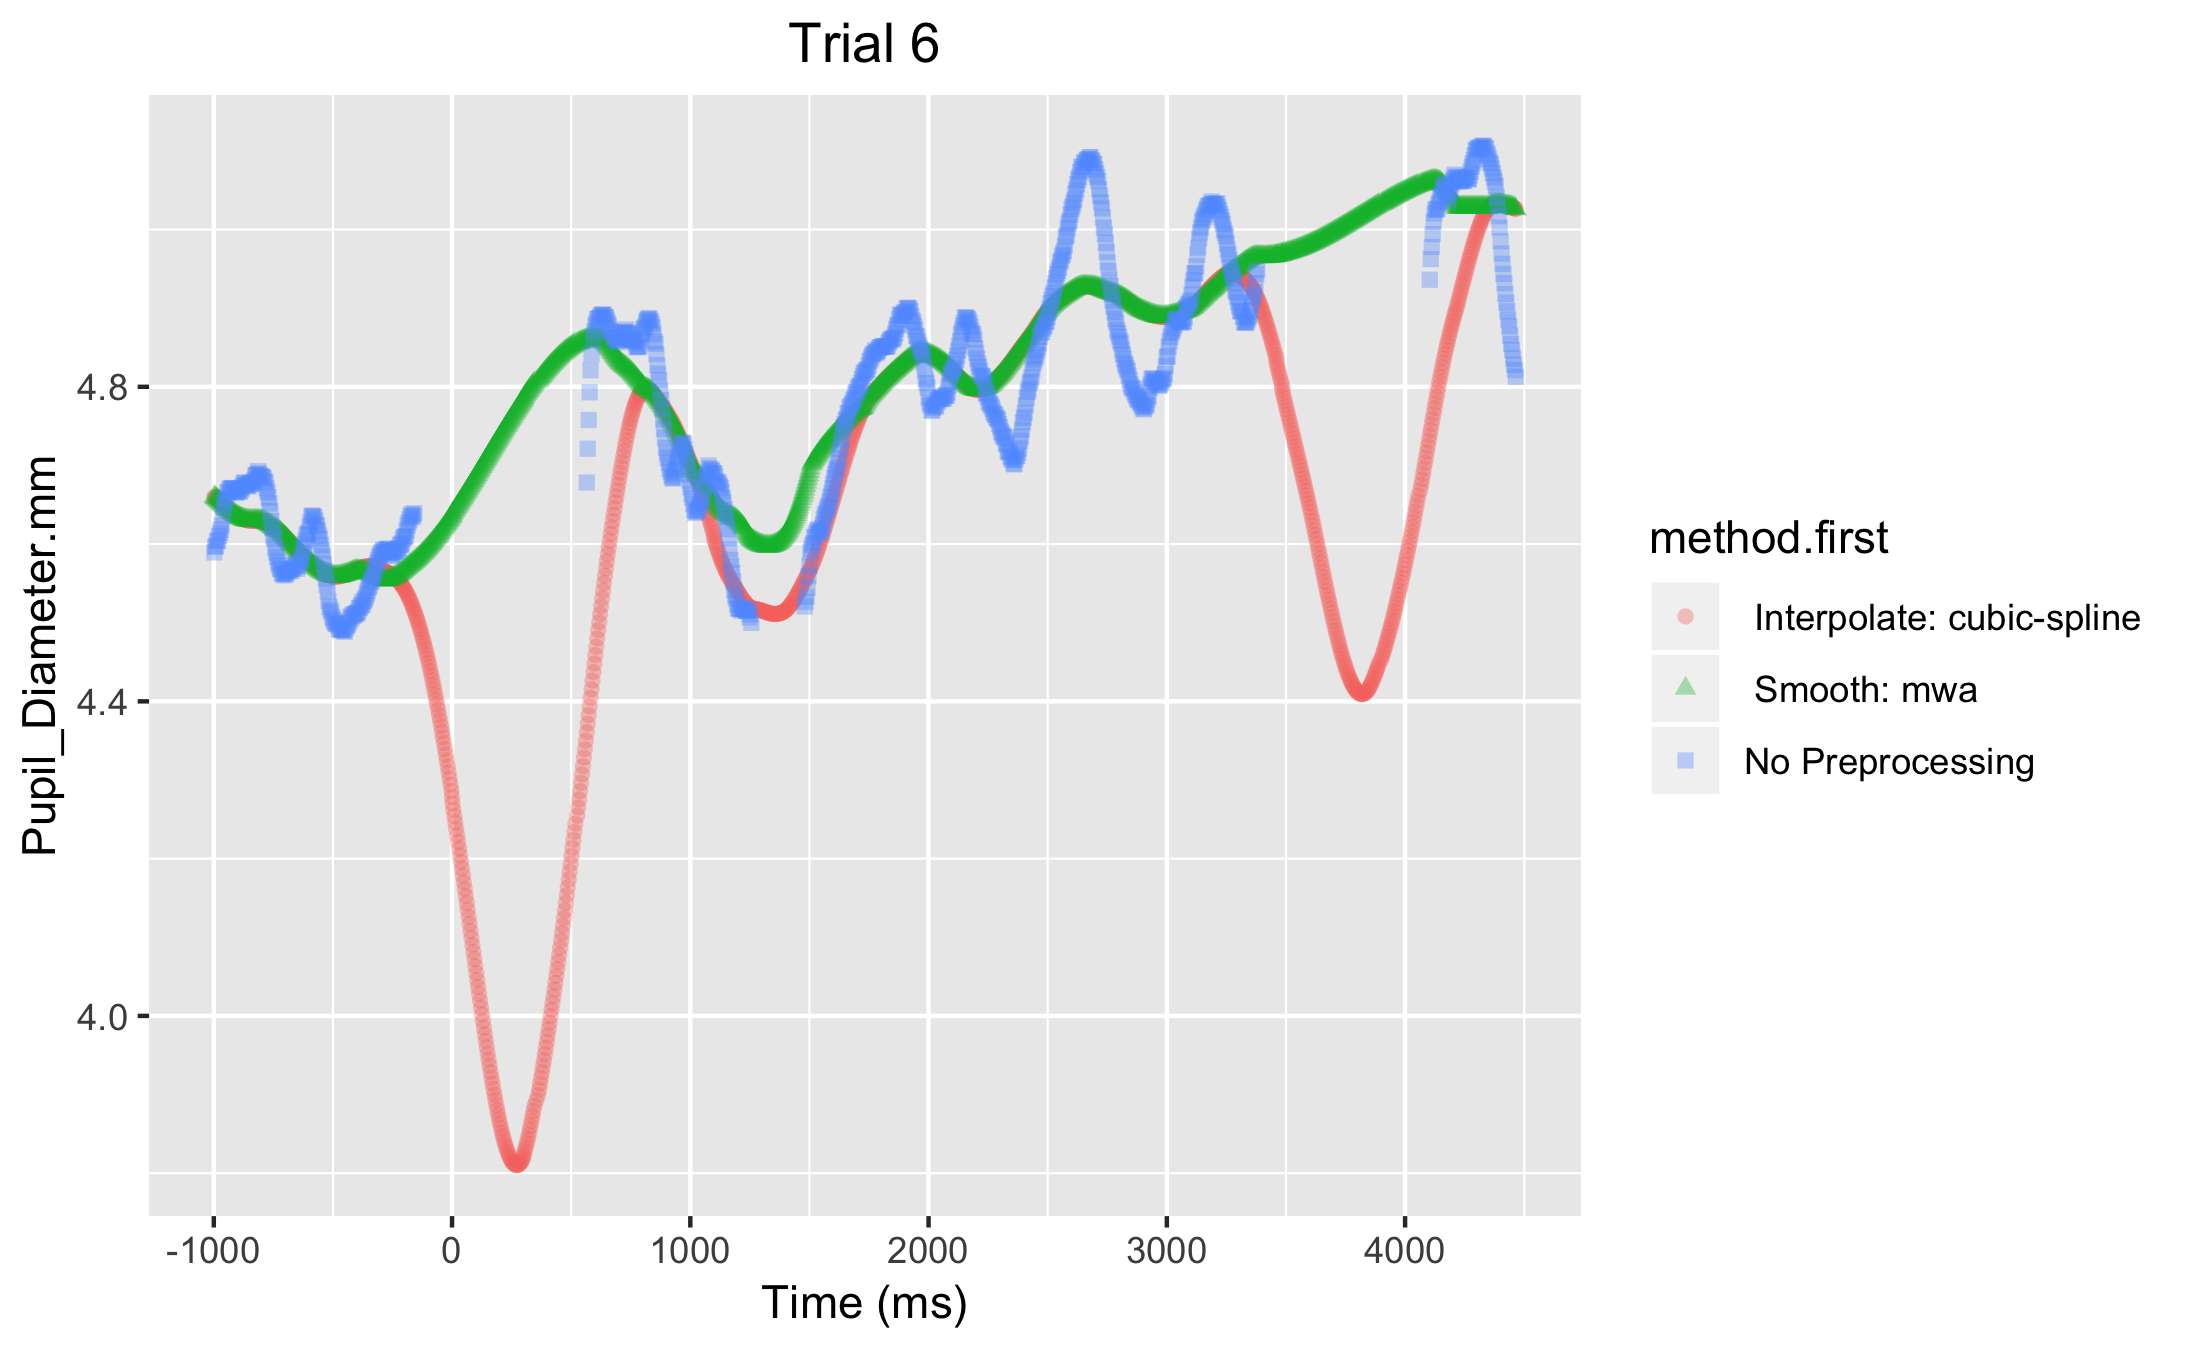 Trial 6
Pupil_Diameter.mm
4.8
4.4
4.0
-1000 0 1000 2000 3000 4000
Time (ms)
method.first
Interpolate: cubic-spline
Smooth: mwa
No Preprocessing